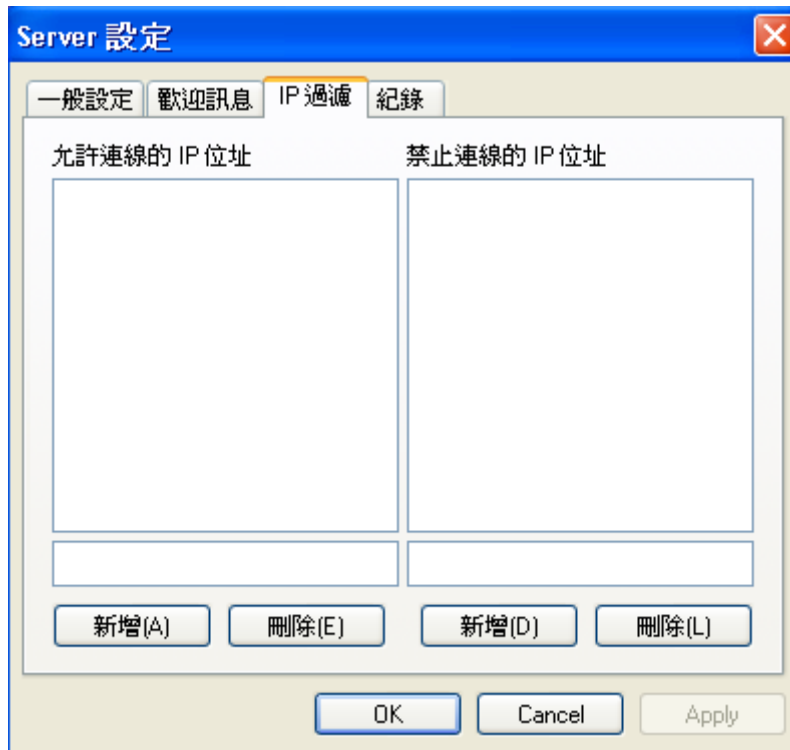 Server 設定
一般設定 歡迎訊息 IP 過濾 紀錄
允許連線的 IP 位址 禁止連線的 IP 位址
新增(A) 刪除(E) 新增(D) 刪除(L)
OK Cancel Apply